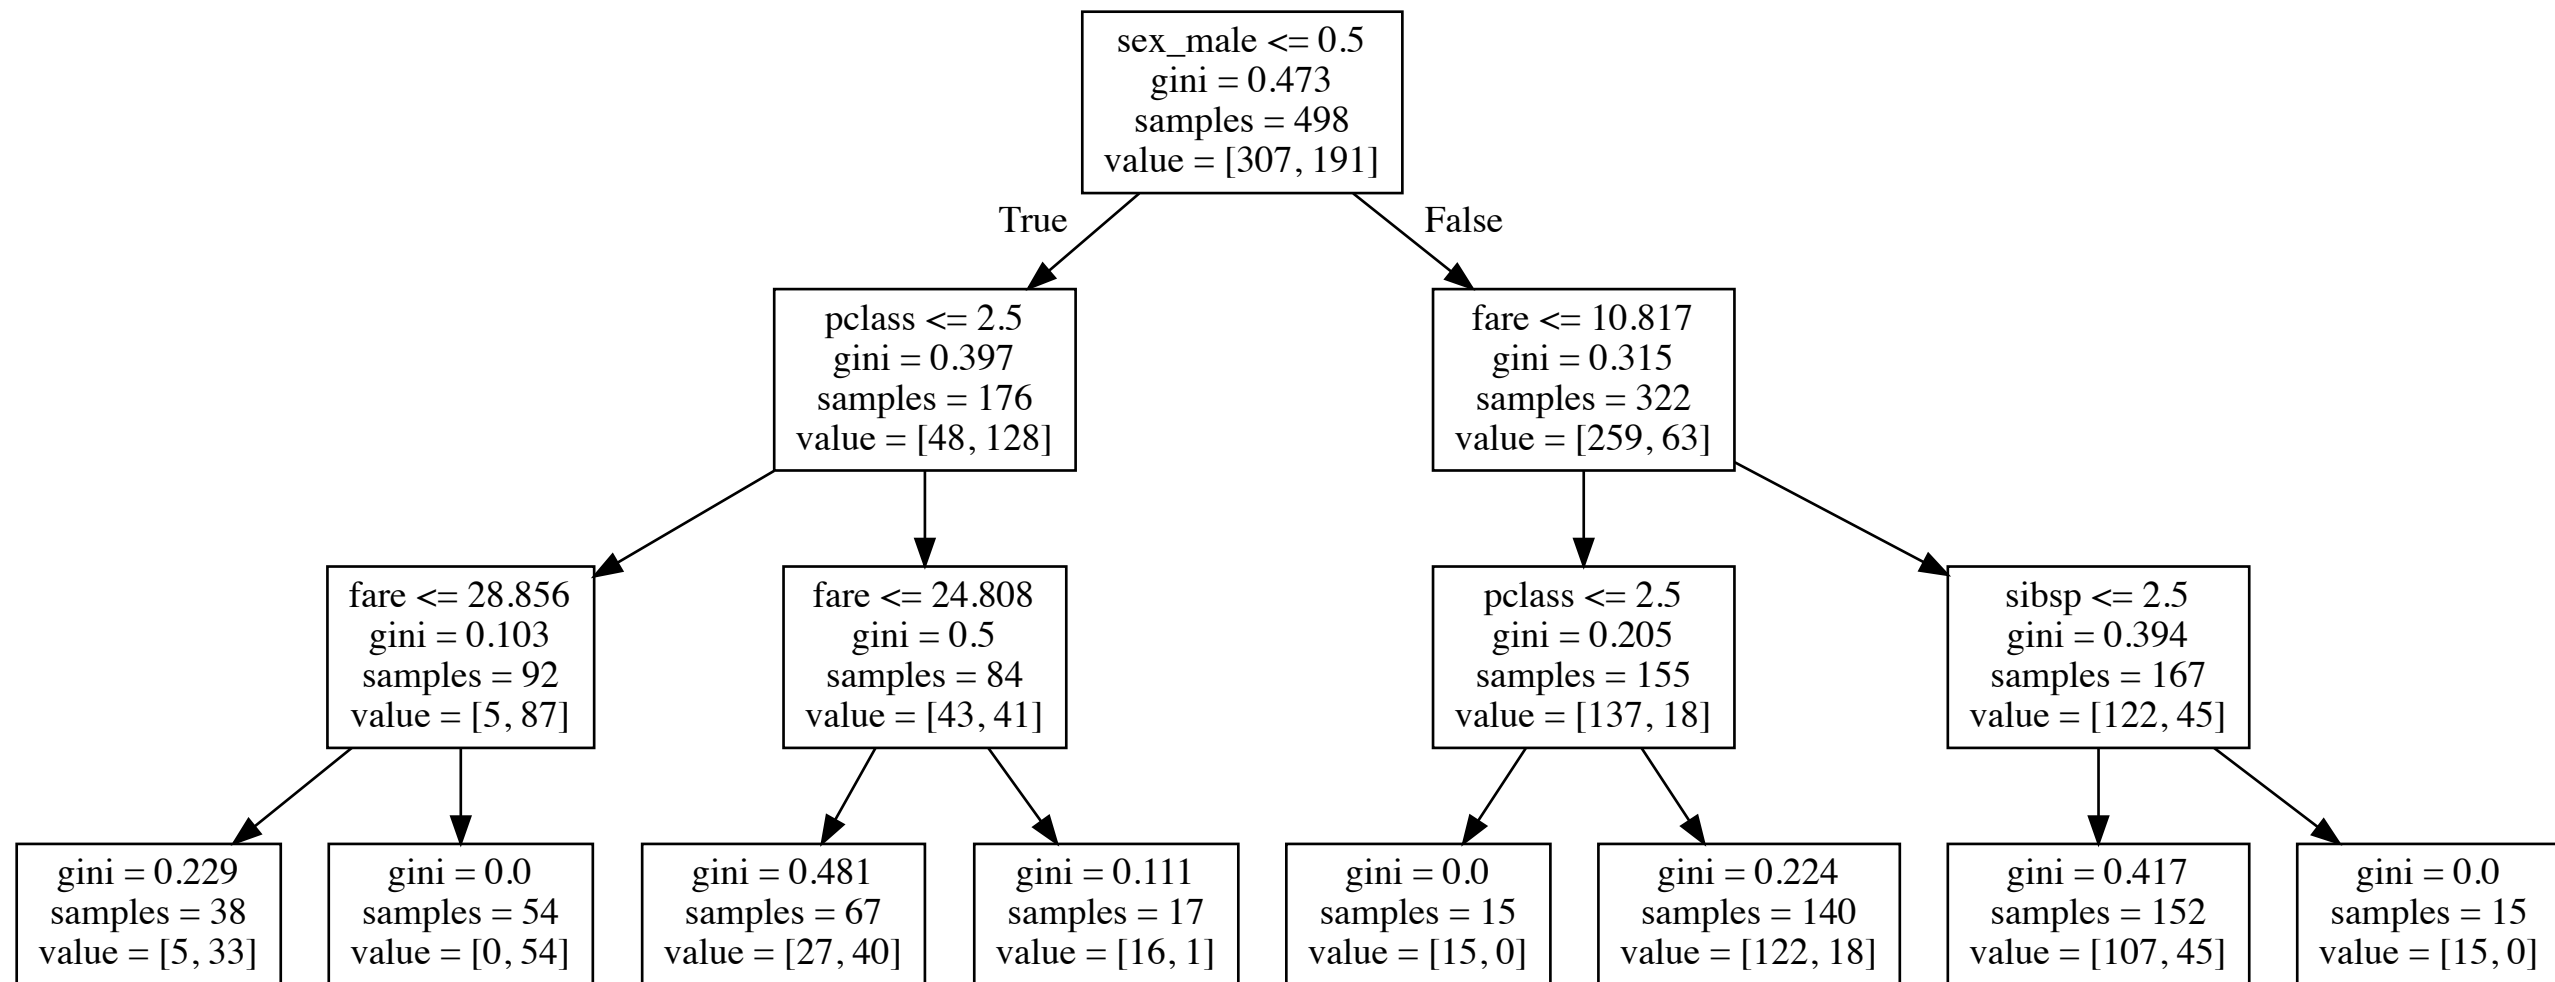 sex_male <= 0.5
gini = 0.473
samples = 498
value = [307, 191]
True
False
pclass <= 2.5
gini = 0.397
samples = 176
value = [48, 128]
fare <= 10.817
gini = 0.315
samples = 322
value = [259, 63]
fare <= 28.856
gini = 0.103
samples = 92
value = [5, 87]
fare <= 24.808
gini = 0.5
samples = 84
value = [43, 41]
pclass <= 2.5
gini = 0.205
samples = 155
value = [137, 18]
sibsp <= 2.5
gini = 0.394
samples = 167
value = [122, 45]
gini = 0.229
samples = 38
value = [5, 33]
gini = 0.0
samples = 54
value = [0, 54]
gini = 0.481
samples = 67
value = [27, 40]
gini = 0.111
samples = 17
value = [16, 1]
gini = 0.0
samples = 15
value = [15, 0]
gini = 0.224
samples = 140
value = [122, 18]
gini = 0.417
samples = 152
value = [107, 45]
gini = 0.0
samples = 15
value = [15, 0]